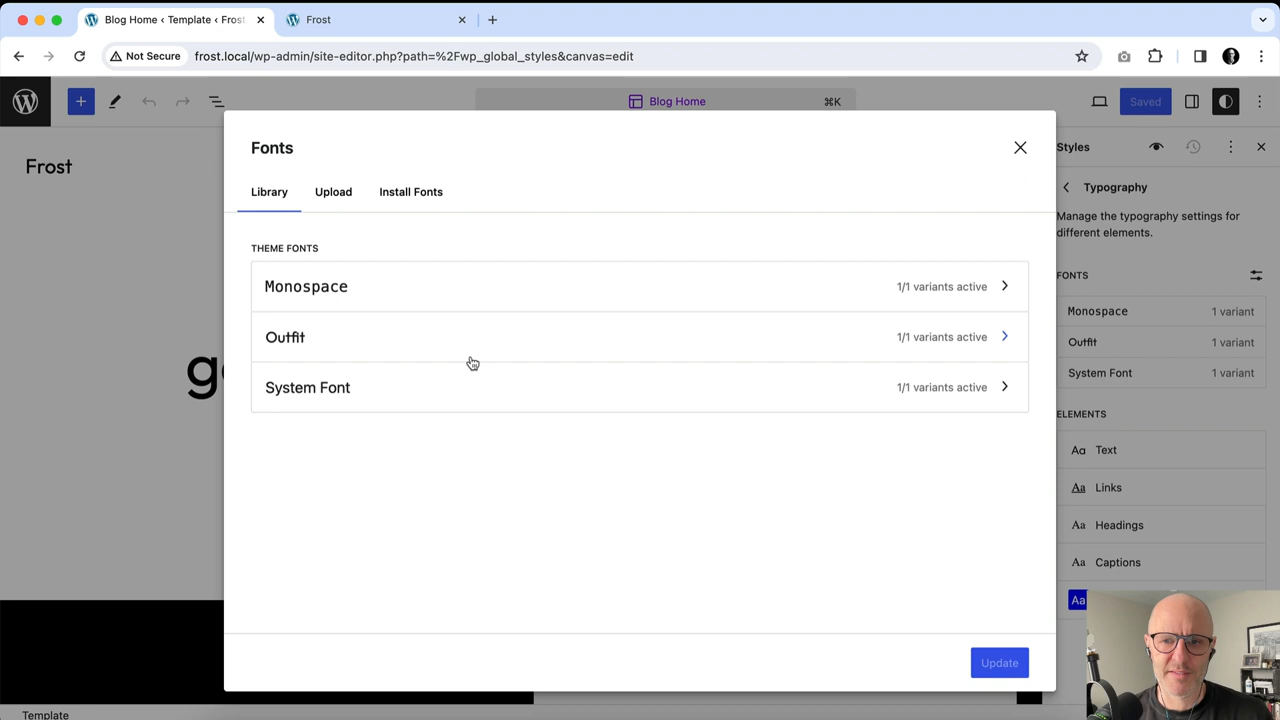 Blog Home ‹ Template ‹ Frost
Frost
Not Secure
frost.local/wp-admin/site-editor.php?path=%2Fwp_global_styles&canvas=edit
Blog Home
⌘K
Saved
Frost
Fonts
Library
Upload
Install Fonts
THEME FONTS
Monospace
1/1 variants active
Outfit
1/1 variants active
System Font
1/1 variants active
Update
Styles
Typography
Manage the typography settings for
different elements.
FONTS
Monospace
1 variant
Outfit
1 variant
System Font
1 variant
ELEMENTS
Aa Text
Aa Links
Aa Headings
Aa Captions
Aa
Template